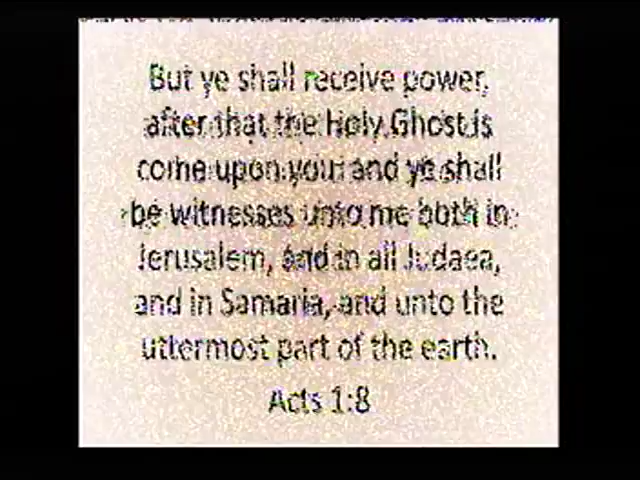 But ye shall receive power,
after that the Holy Ghost is
come upon you: and ye shall
be witnesses unto me both in
Jerusalem, and in all Judaea,
and in Samaria, and unto the
uttermost part of the earth.
Acts 1:8